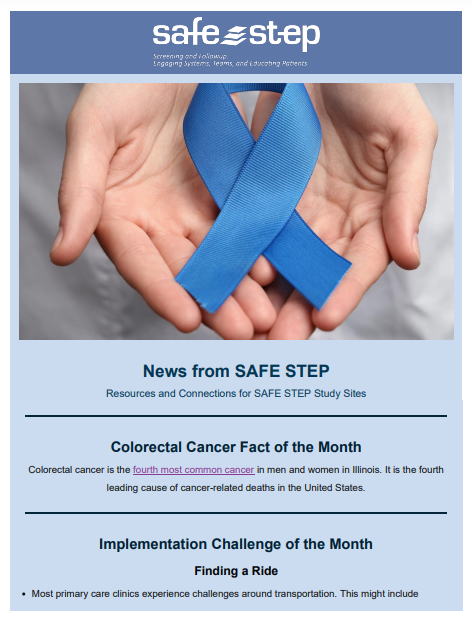 safe step
Screening and Followup
Engaging Systems, Teams, and Educating Patients
News from SAFE STEP
Resources and Connections for SAFE STEP Study Sites
Colorectal Cancer Fact of the Month
Colorectal cancer is the fourth most common cancer in men and women in Illinois. It is the fourth
leading cause of cancer-related deaths in the United States.
Implementation Challenge of the Month
Finding a Ride
• Most primary care clinics experience challenges around transportation. This might include